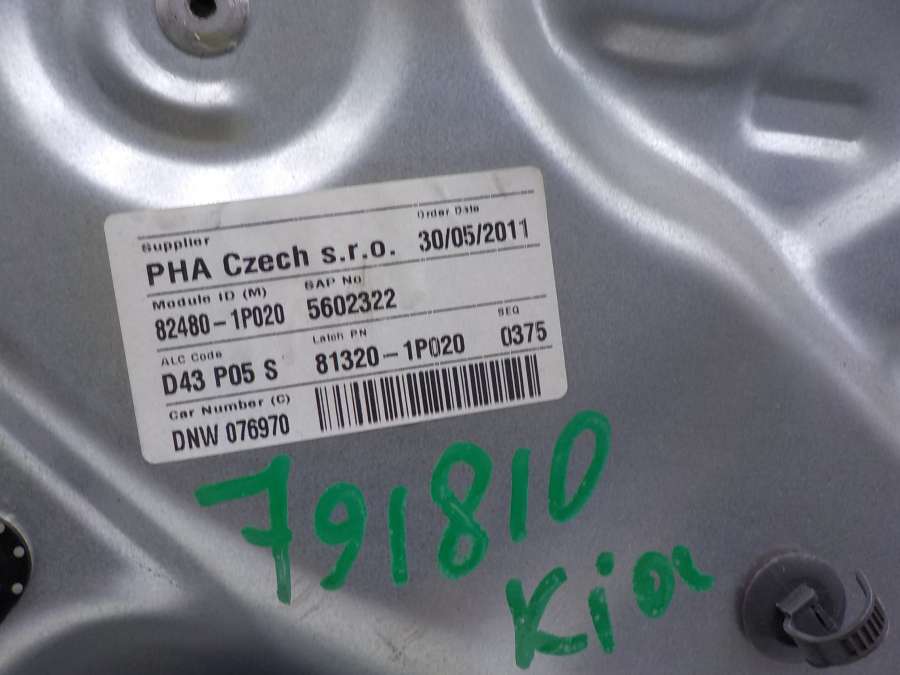 Supplier Order Date
PHA Czech s.r.o. 30/05/2011
Module ID (M) SAP No
82480-1P020 5602322
ALC Code Latch PN SEQ
D43 P05 S 81320-1P020 0375
Car Number (C)
DNW 076970
791810
Kia